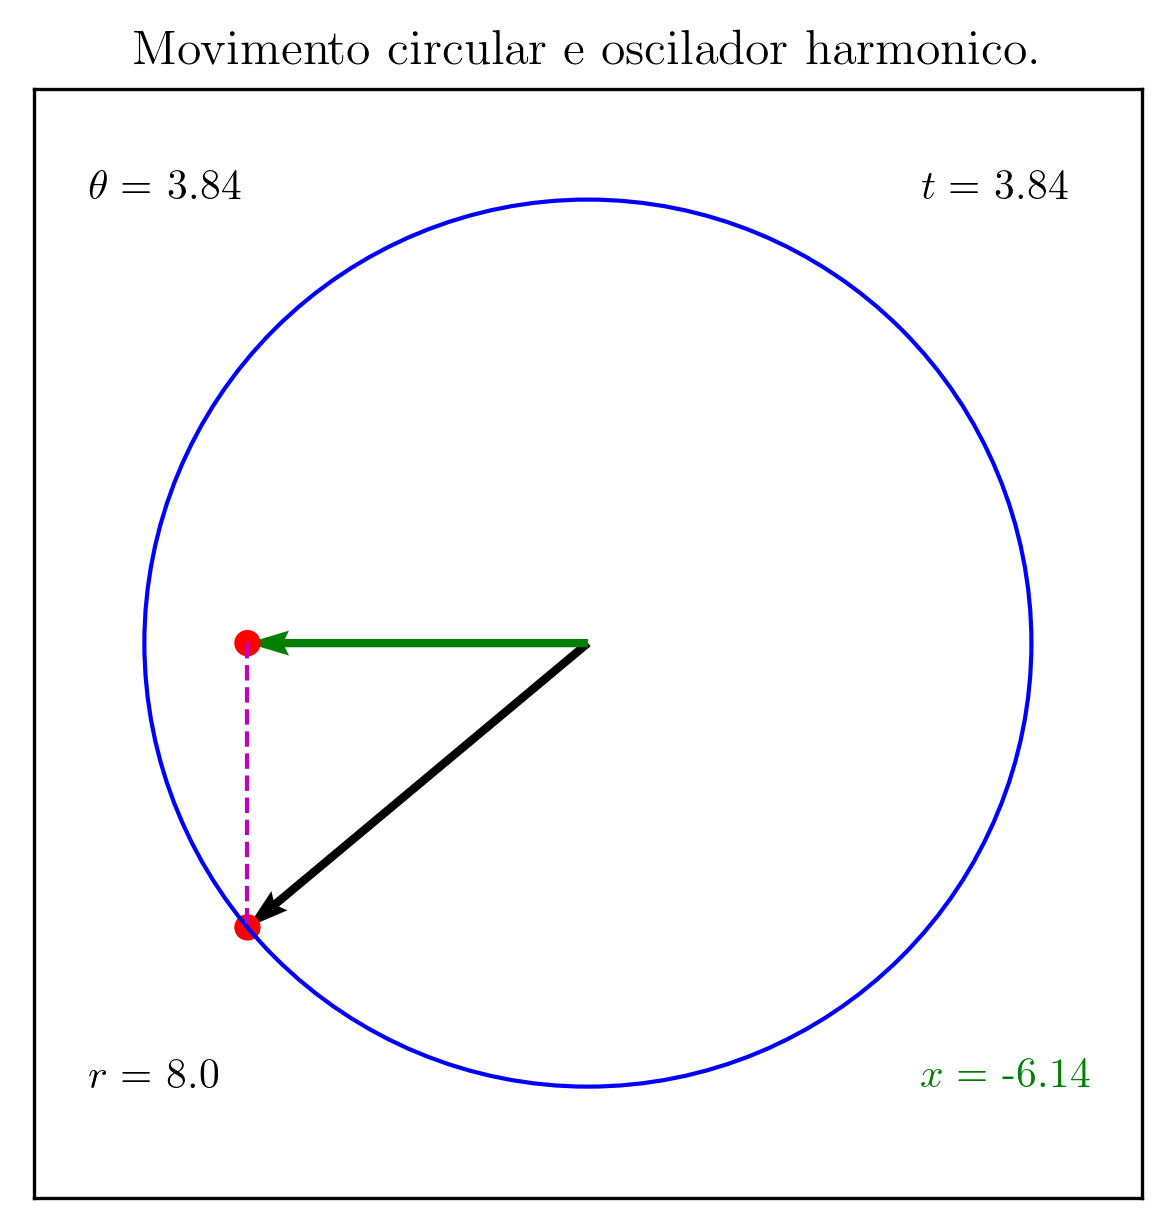 Movimento circular e oscilador harmonico.
θ = 3.84
t = 3.84
r = 8.0
x = -6.14